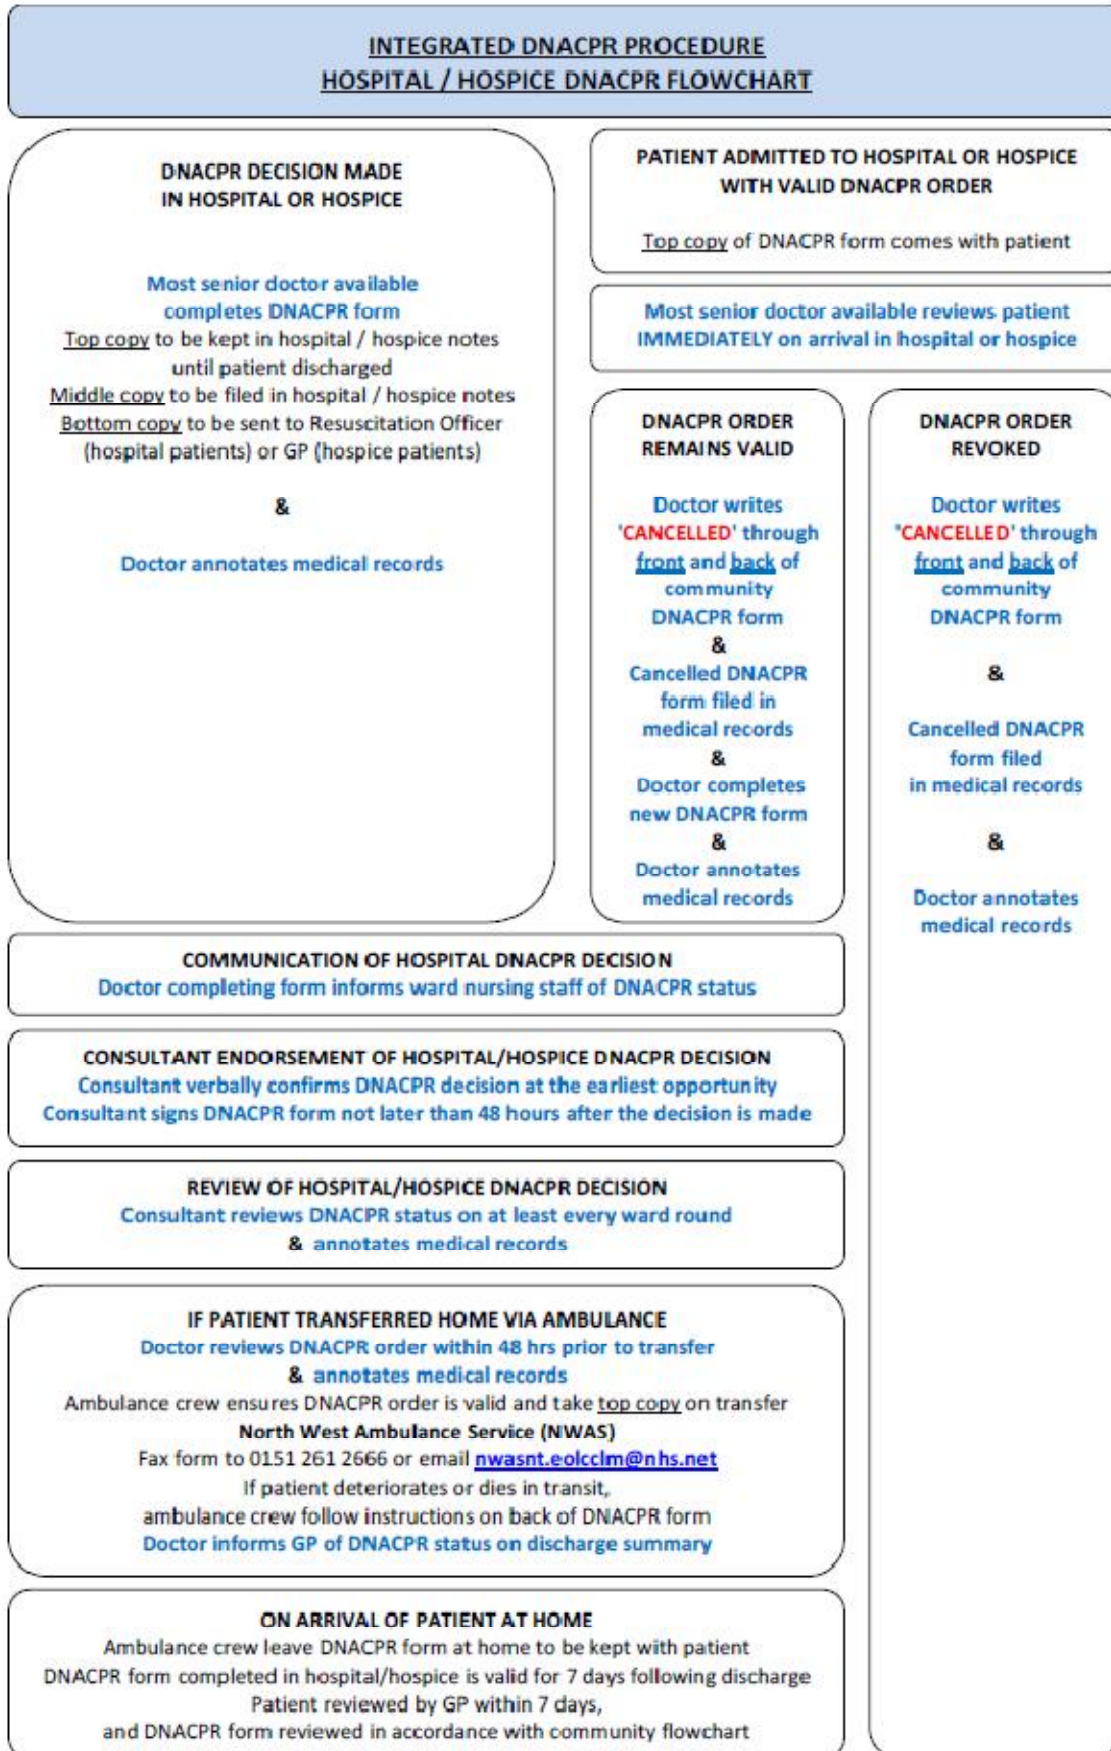 INTEGRATED DNACPR PROCEDURE
HOSPITAL / HOSPICE DNACPR FLOWCHART
DNACPR DECISION MADE
IN HOSPITAL OR HOSPICE
Most senior doctor available
completes DNACPR form
Top copy to be kept in hospital / hospice notes
until patient discharged
Middle copy to be filed in hospital / hospice notes
Bottom copy to be sent to Resuscitation Officer
(hospital patients) or GP (hospice patients)
&
Doctor annotates medical records
PATIENT ADMITTED TO HOSPITAL OR HOSPICE
WITH VALID DNACPR ORDER
Top copy of DNACPR form comes with patient
Most senior doctor available reviews patient
IMMEDIATELY on arrival in hospital or hospice
DNACPR ORDER
REMAINS VALID
Doctor writes
'CANCELLED' through
front and back of
community
DNACPR form
&
Cancelled DNACPR
form filed in
medical records
&
Doctor completes
new DNACPR form
&
Doctor annotates
medical records
DNACPR ORDER
REVOKED
Doctor writes
"CANCELLED' through
front and back of
community
DNACPR form
&
Cancelled DNACPR
form filed
in medical records
&
Doctor annotates
medical records
COMMUNICATION OF HOSPITAL DNACPR DECISION
Doctor completing form informs ward nursing staff of DNACPR status
CONSULTANT ENDORSEMENT OF HOSPITAL/HOSPICE DNACPR DECISION
Consultant verbally confirms DNACPR decision at the earliest opportunity
Consultant signs DNACPR form not later than 48 hours after the decision is made
REVIEW OF HOSPITAL/HOSPICE DNACPR DECISION
Consultant reviews DNACPR status on at least every ward round
& annotates medical records
IF PATIENT TRANSFERRED HOME VIA AMBULANCE
Doctor reviews DNACPR order within 48 hrs prior to transfer
& annotates medical records
Ambulance crew ensures DNACPR order is valid and take top copy on transfer
North West Ambulance Service (NWAS)
Fax form to 0151 261 2666 or email nwasnt.eolcclm@nhs.net
If patient deteriorates or dies in transit,
ambulance crew follow instructions on back of DNACPR form
Doctor informs GP of DNACPR status on discharge summary
ON ARRIVAL OF PATIENT AT HOME
Ambulance crew leave DNACPR form at home to be kept with patient
DNACPR form completed in hospital/hospice is valid for 7 days following discharge
Patient reviewed by GP within 7 days,
and DNACPR form reviewed in accordance with community flowchart